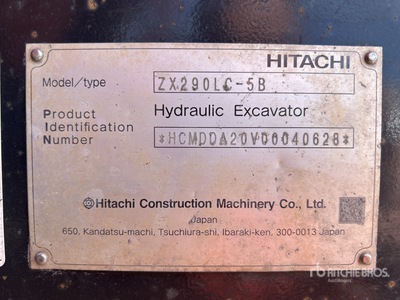 HITACHI
Model/type ZX290LC-5B
Product Identification Number
Hydraulic Excavator
*HCMDDA20V00040628*
Hitachi Construction Machinery Co., Ltd.
Japan
650, Kandatsu-machi, Tsuchiura-shi, Ibaraki-ken, 300-0013 Japan
RITCHIE BROS.